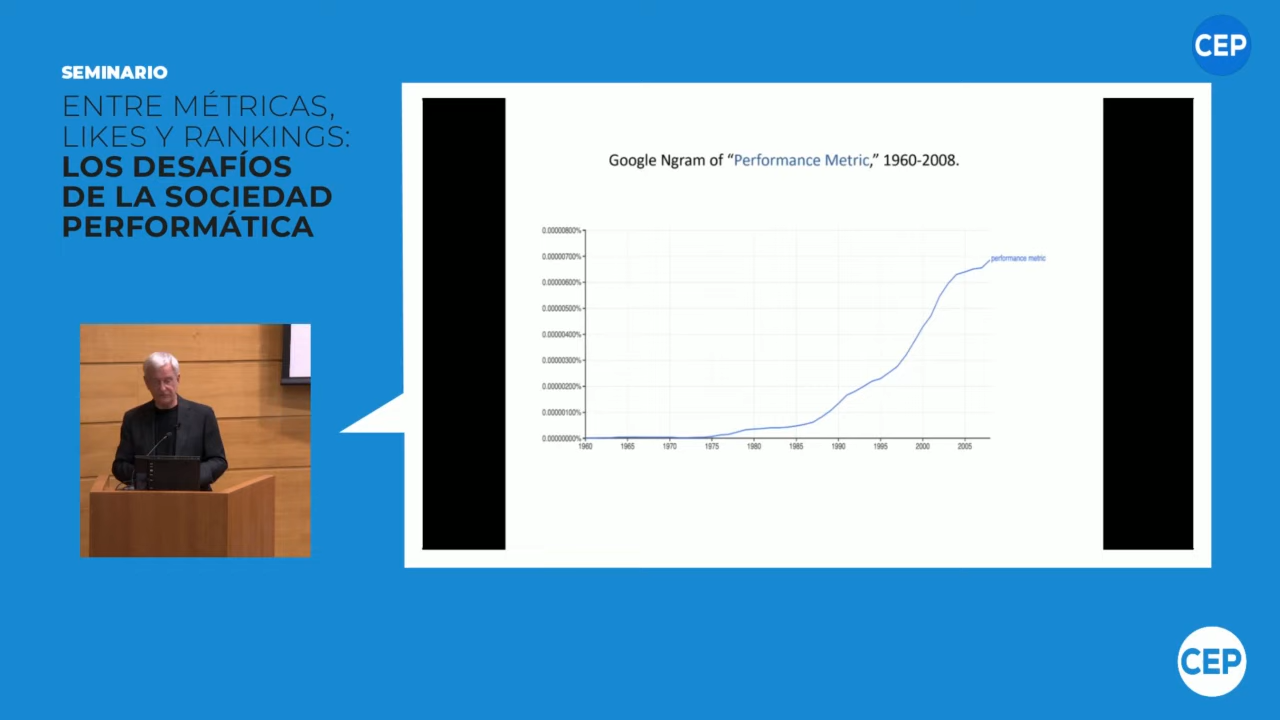 SEMINARIO
ENTRE MÉTRICAS,
LIKES Y RANKINGS:
LOS DESAFÍOS
DE LA SOCIEDAD
PERFORMÁTICA
CEP
Google Ngram of “Performance Metric,” 1960-2008.
0.00000800%
0.00000700%
performance metric
0.00000600%
0.00000500%
0.00000400%
0.00000300%
0.00000200%
0.00000100%
0.00000000%
1960 1965 1970 1975 1980 1985 1990 1995 2000 2005
CEP